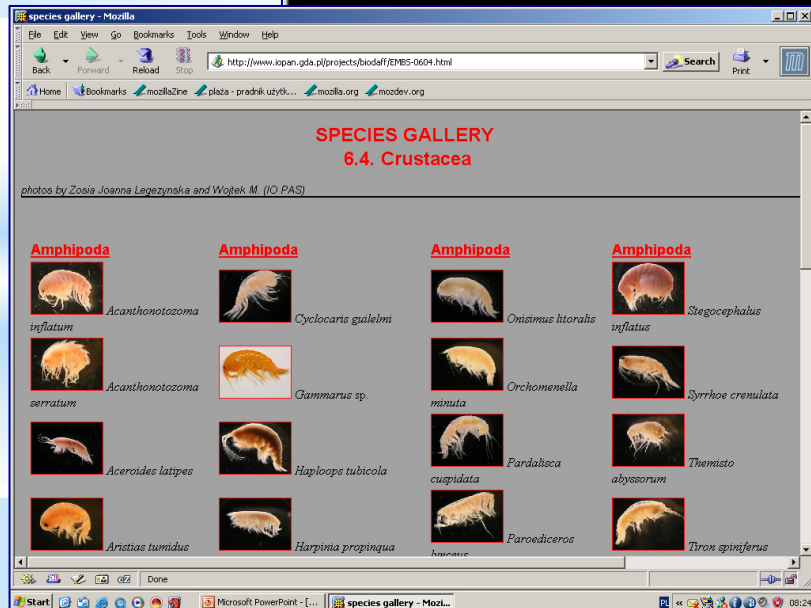 species gallery - Mozilla
File Edit View Go Bookmarks Tools Window Help
Back Forward Reload Stop http://www.iopan.gda.pl/projects/biodaff/EMBS-0604.html Search Print
Home Bookmarks mozillaZine plaża - pradnik użytk... mozilla.org mozdev.org
SPECIES GALLERY
6.4. Crustacea
photos by Zosia Joanna Legezynska and Wojtek M. (IO PAS)
Amphipoda Amphipoda Amphipoda Amphipoda
Acanthonotozoma
inflatum
Cyclocaris guilelmi
Onisimus litoralis
Stegocephalus
inflatus
Acanthonotozoma
serratum
Gammarus sp.
Orchomenella
minuta
Syrrhoe crenulata
Aceroides latipes
Haploops tubicola
Pardalisca
cuspidata
Themisto
abyssorum
Aristias tumidus
Harpinia propinqua
Paroediceros
Tiron spiniferus
Done
Start Microsoft PowerPoint - [... species gallery - Mozi... PL 08:24